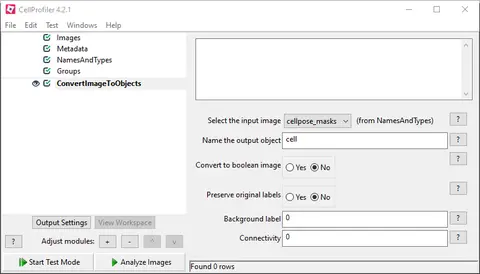 CellProfiler 4.2.1
File Edit Test Windows Help
Images
Metadata
NamesAndTypes
Groups
ConvertImageToObjects
Select the input image cellpose_masks (from NamesAndTypes) ?
Name the output object cell ?
Convert to boolean image Yes No ?
Preserve original labels Yes No ?
Background label 0 ?
Connectivity 0 ?
Output Settings View Workspace
? Adjust modules: + - ^ v
Start Test Mode Analyze Images
Found 0 rows